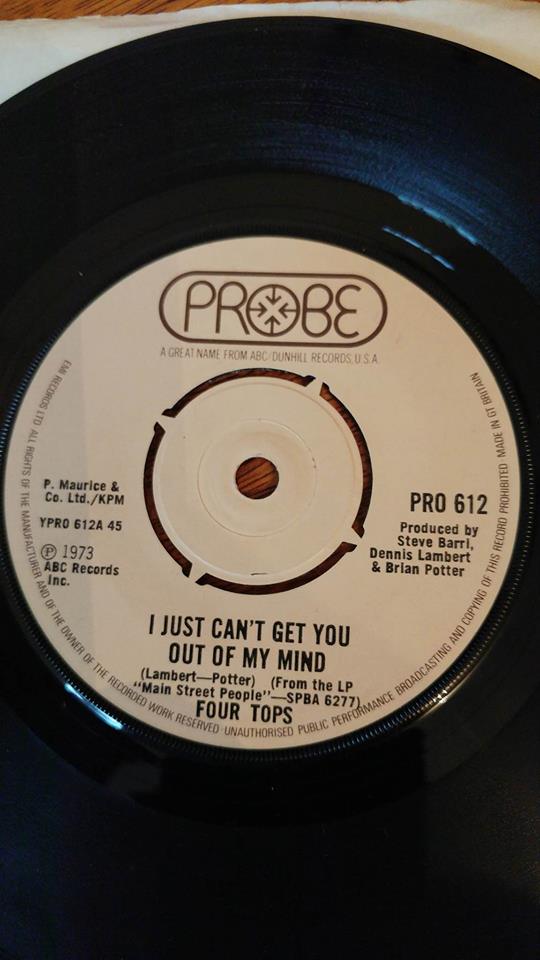 PROBE
A GREAT NAME FROM ABC/DUNHILL RECORDS, U.S.A.
P. Maurice &
Co. Ltd./KPM
YPRO 612A 45
Ⓟ 1973
ABC Records
Inc.
PRO 612
Produced by
Steve Barri,
Dennis Lambert
& Brian Potter
I JUST CAN'T GET YOU
OUT OF MY MIND
(Lambert—Potter) (From the LP
"Main Street People"—SPBA 6277)
FOUR TOPS
EMI RECORDS LTD ALL RIGHTS OF THE MANUFACTURER AND OF THE OWNER OF THE RECORDED WORK RESERVED · UNAUTHORISED PUBLIC PERFORMANCE BROADCASTING AND COPYING OF THIS RECORD PROHIBITED MADE IN GT BRITAIN